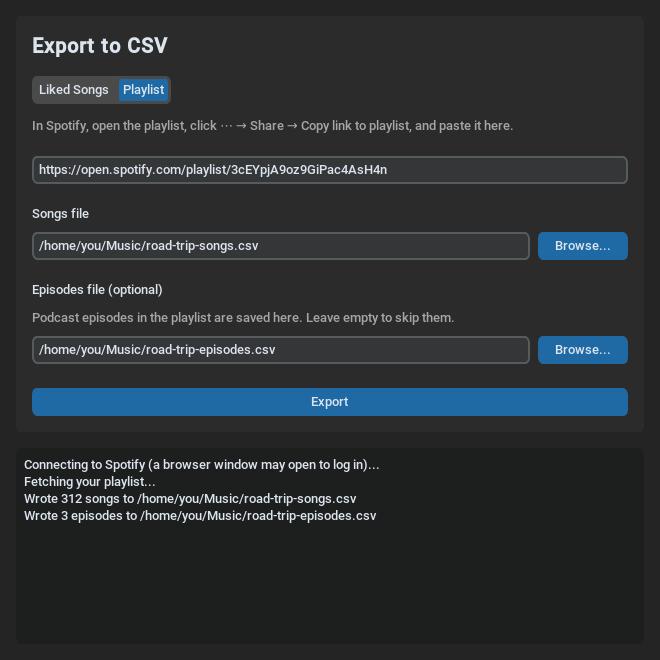 Export to CSV
Liked Songs Playlist
In Spotify, open the playlist, click ··· → Share → Copy link to playlist, and paste it here.
https://open.spotify.com/playlist/3cEYpjA9oz9GiPac4AsH4n
Songs file
/home/you/Music/road-trip-songs.csv Browse...
Episodes file (optional)
Podcast episodes in the playlist are saved here. Leave empty to skip them.
/home/you/Music/road-trip-episodes.csv Browse...
Export
Connecting to Spotify (a browser window may open to log in)...
Fetching your playlist...
Wrote 312 songs to /home/you/Music/road-trip-songs.csv
Wrote 3 episodes to /home/you/Music/road-trip-episodes.csv